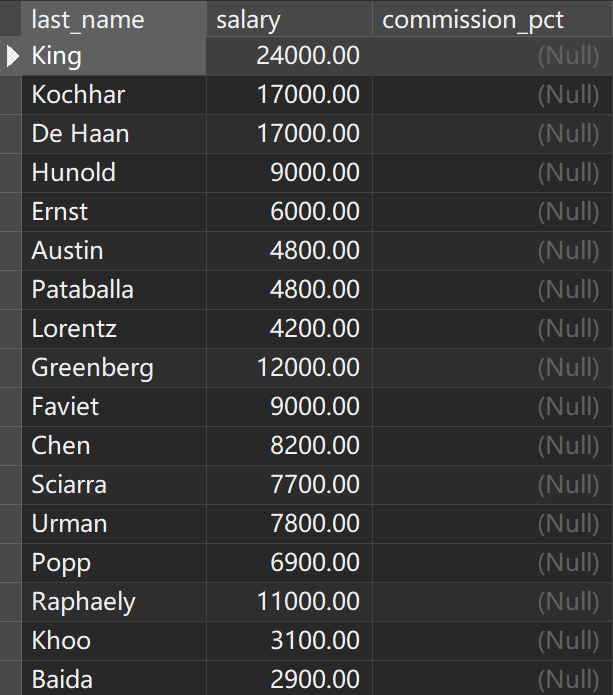 last_name salary commission_pct
King 24000.00 (Null)
Kochhar 17000.00 (Null)
De Haan 17000.00 (Null)
Hunold 9000.00 (Null)
Ernst 6000.00 (Null)
Austin 4800.00 (Null)
Pataballa 4800.00 (Null)
Lorentz 4200.00 (Null)
Greenberg 12000.00 (Null)
Faviet 9000.00 (Null)
Chen 8200.00 (Null)
Sciarra 7700.00 (Null)
Urman 7800.00 (Null)
Popp 6900.00 (Null)
Raphaely 11000.00 (Null)
Khoo 3100.00 (Null)
Baida 2900.00 (Null)